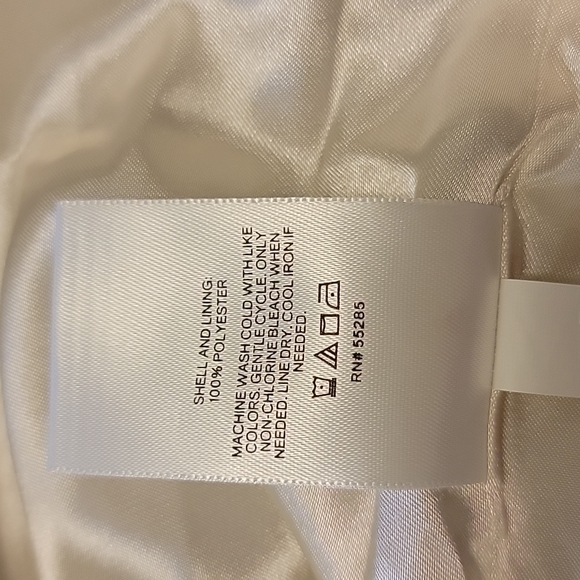 SHELL AND LINING:
100% POLYESTER
MACHINE WASH COLD WITH LIKE
COLORS. GENTLE CYCLE. ONLY
NON-CHLORINE BLEACH WHEN
NEEDED. LINE DRY. COOL IRON IF
NEEDED.
RN# 55285